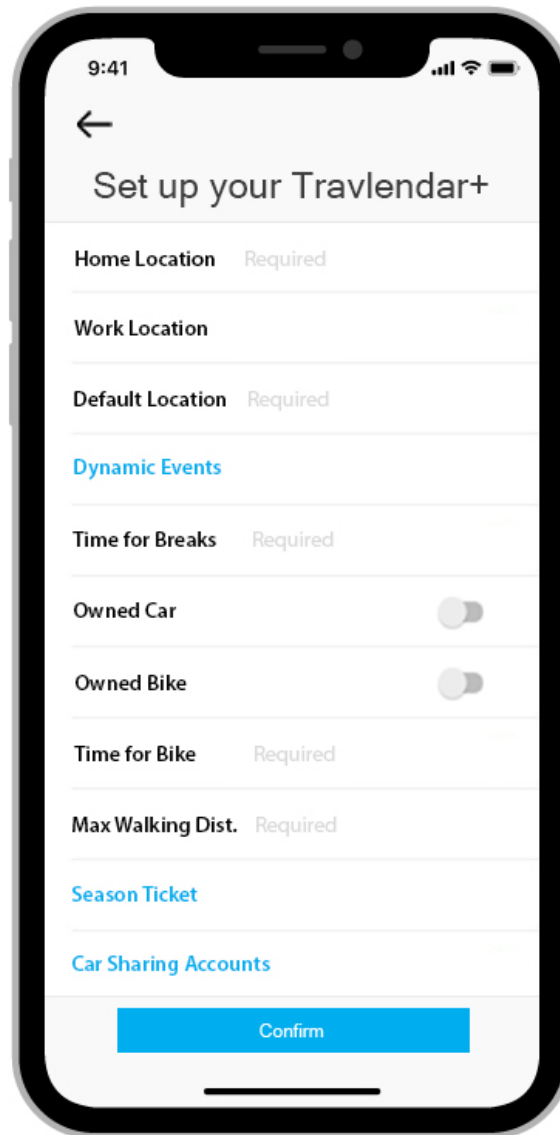 9:41
Set up your Travlendar+
Home Location Required
Work Location
Default Location Required
Dynamic Events
Time for Breaks Required
Owned Car
Owned Bike
Time for Bike Required
Max Walking Dist. Required
Season Ticket
Car Sharing Accounts
Confirm